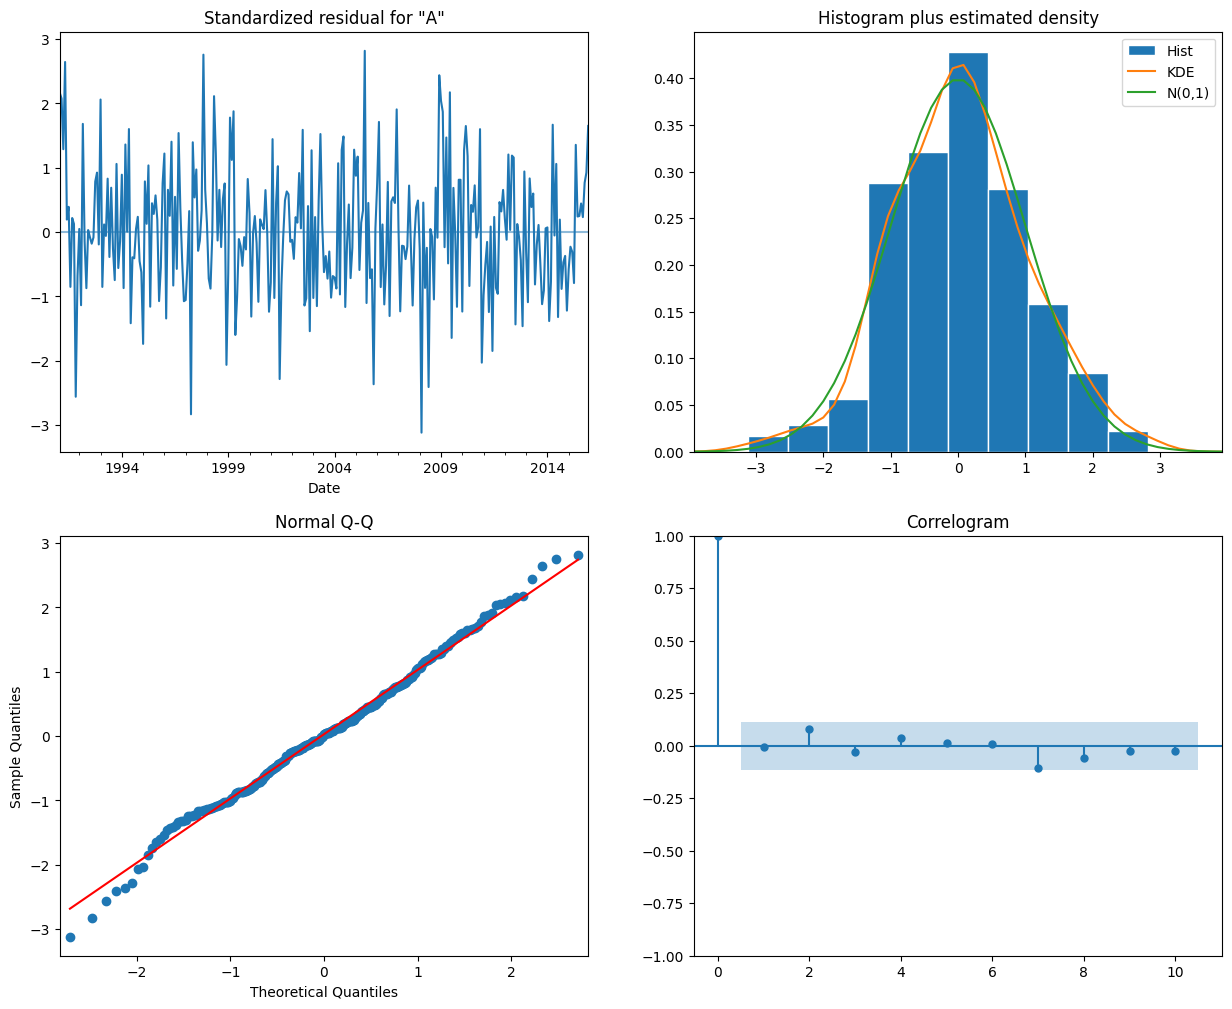 Standardized residual for "A"
3
2
1
0
−1
−2
−3
1994 1999 2004 2009 2014
Date
Histogram plus estimated density
Hist
KDE
N(0,1)
0.40
0.35
0.30
0.25
0.20
0.15
0.10
0.05
0.00
−3 −2 −1 0 1 2 3
Normal Q-Q
Sample Quantiles
3
2
1
0
−1
−2
−3
−2 −1 0 1 2
Theoretical Quantiles
Correlogram
1.00
0.75
0.50
0.25
0.00
−0.25
−0.50
−0.75
−1.00
0 2 4 6 8 10